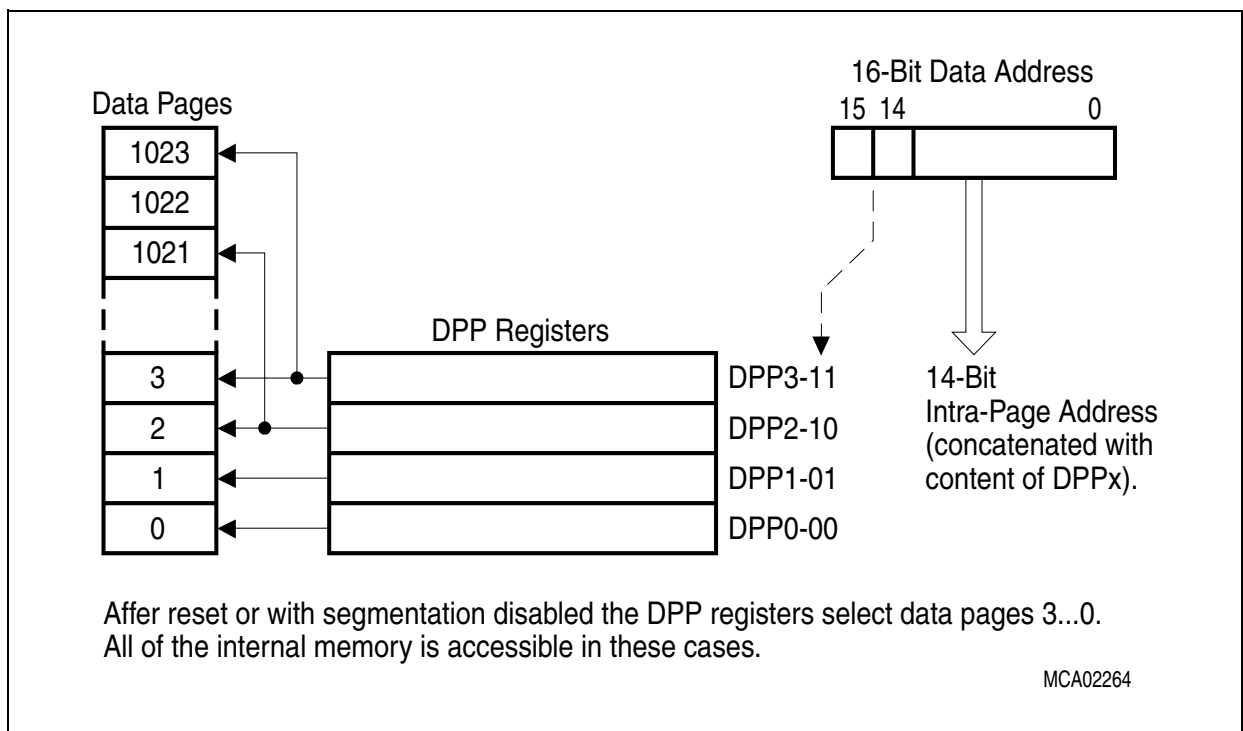 16-Bit Data Address
15 14 0
Data Pages
1023
1022
1021
DPP Registers
3
DPP3-11
2
DPP2-10
1
DPP1-01
0
DPP0-00
14-Bit
Intra-Page Address
(concatenated with
content of DPPx).
Affer reset or with segmentation disabled the DPP registers select data pages 3...0.
All of the internal memory is accessible in these cases.
MCA02264